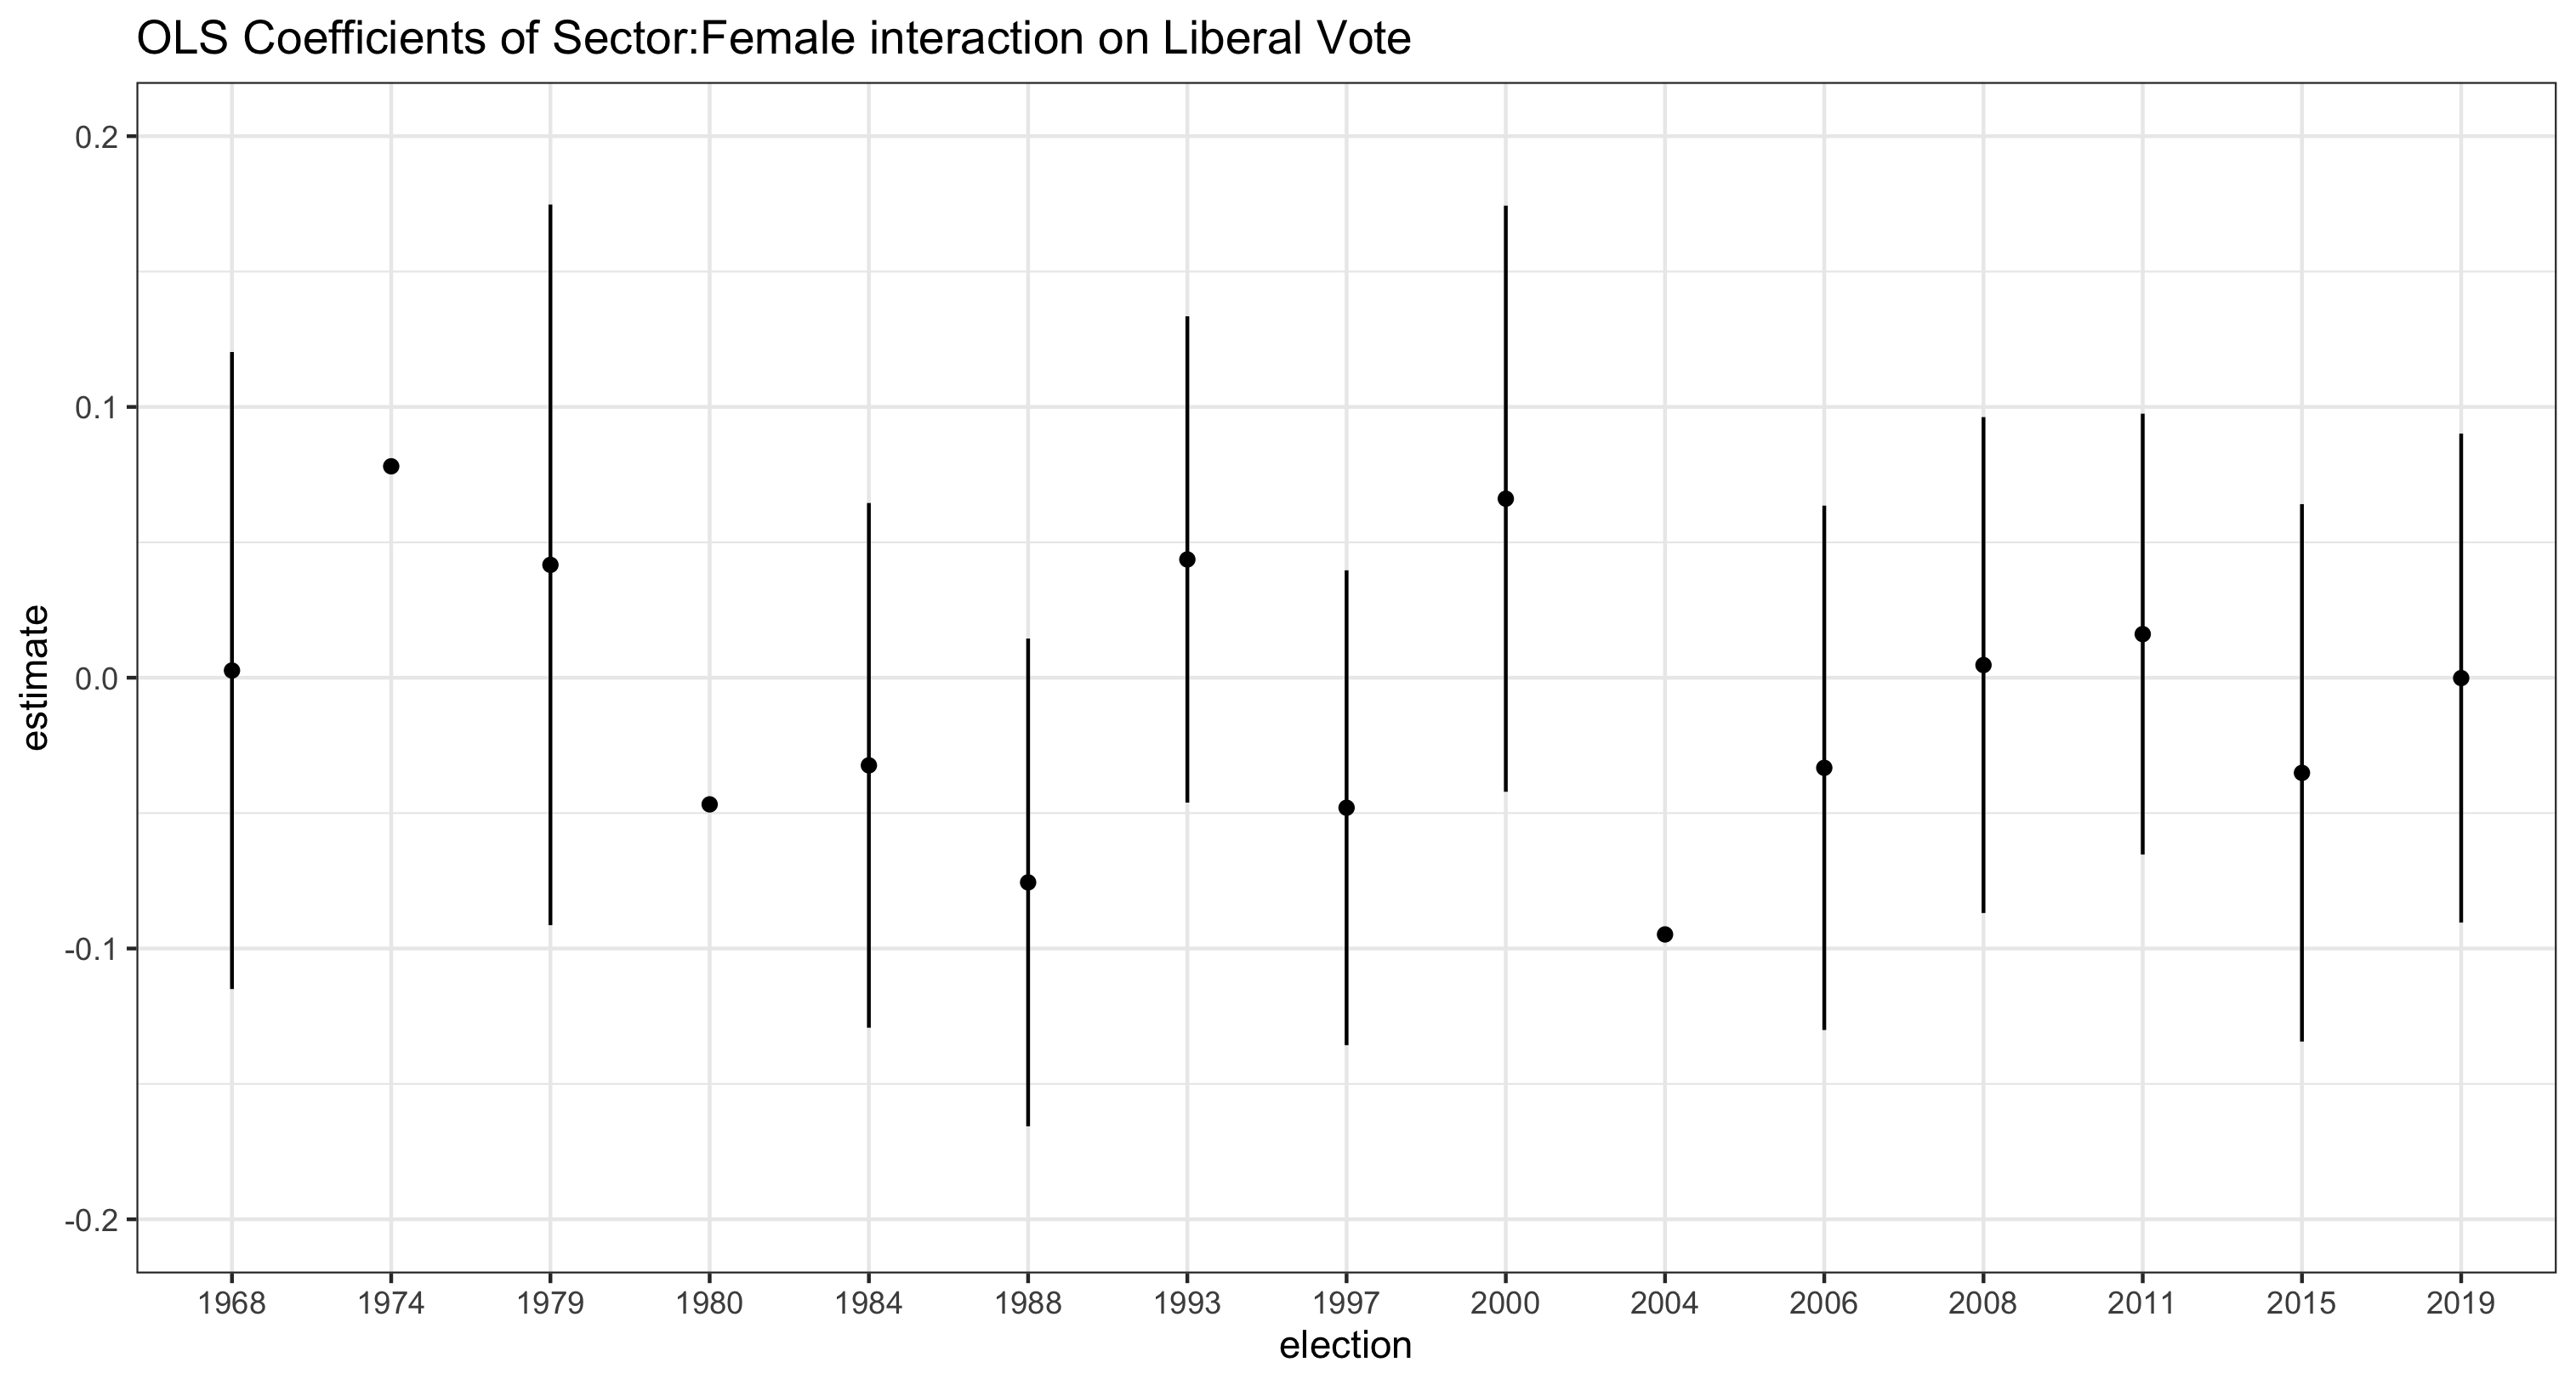 OLS Coefficients of Sector:Female interaction on Liberal Vote
estimate
0.2
0.1
0.0
-0.1
-0.2
1968 1974 1979 1980 1984 1988 1993 1997 2000 2004 2006 2008 2011 2015 2019
election